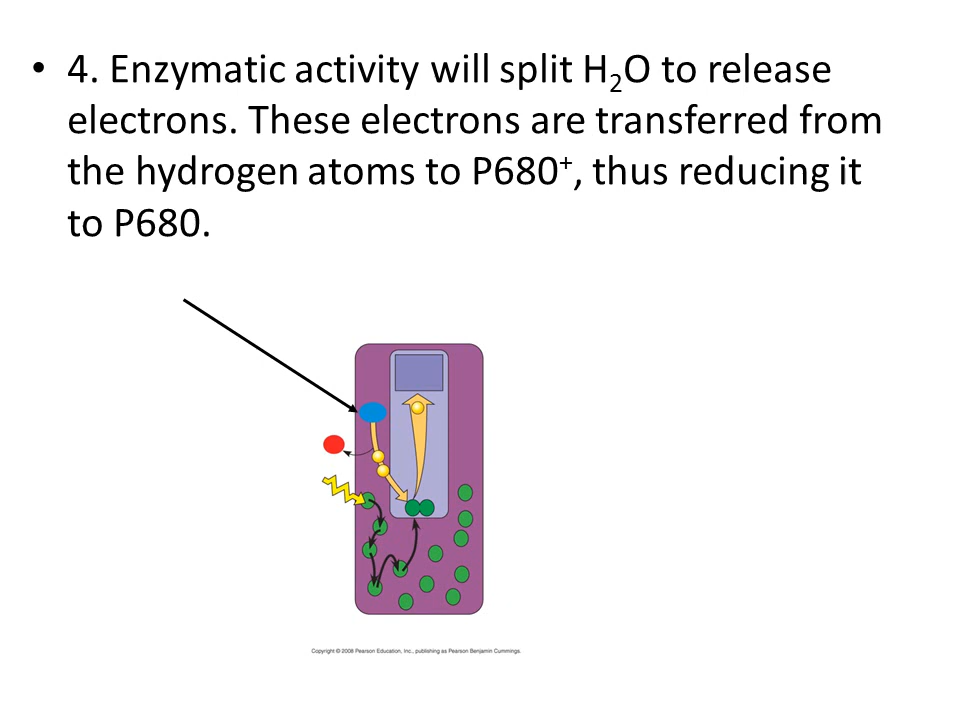 • 4. Enzymatic activity will split H₂O to release
electrons. These electrons are transferred from
the hydrogen atoms to P680⁺, thus reducing it
to P680.
Copyright © 2008 Pearson Education, Inc., publishing as Pearson Benjamin Cummings.